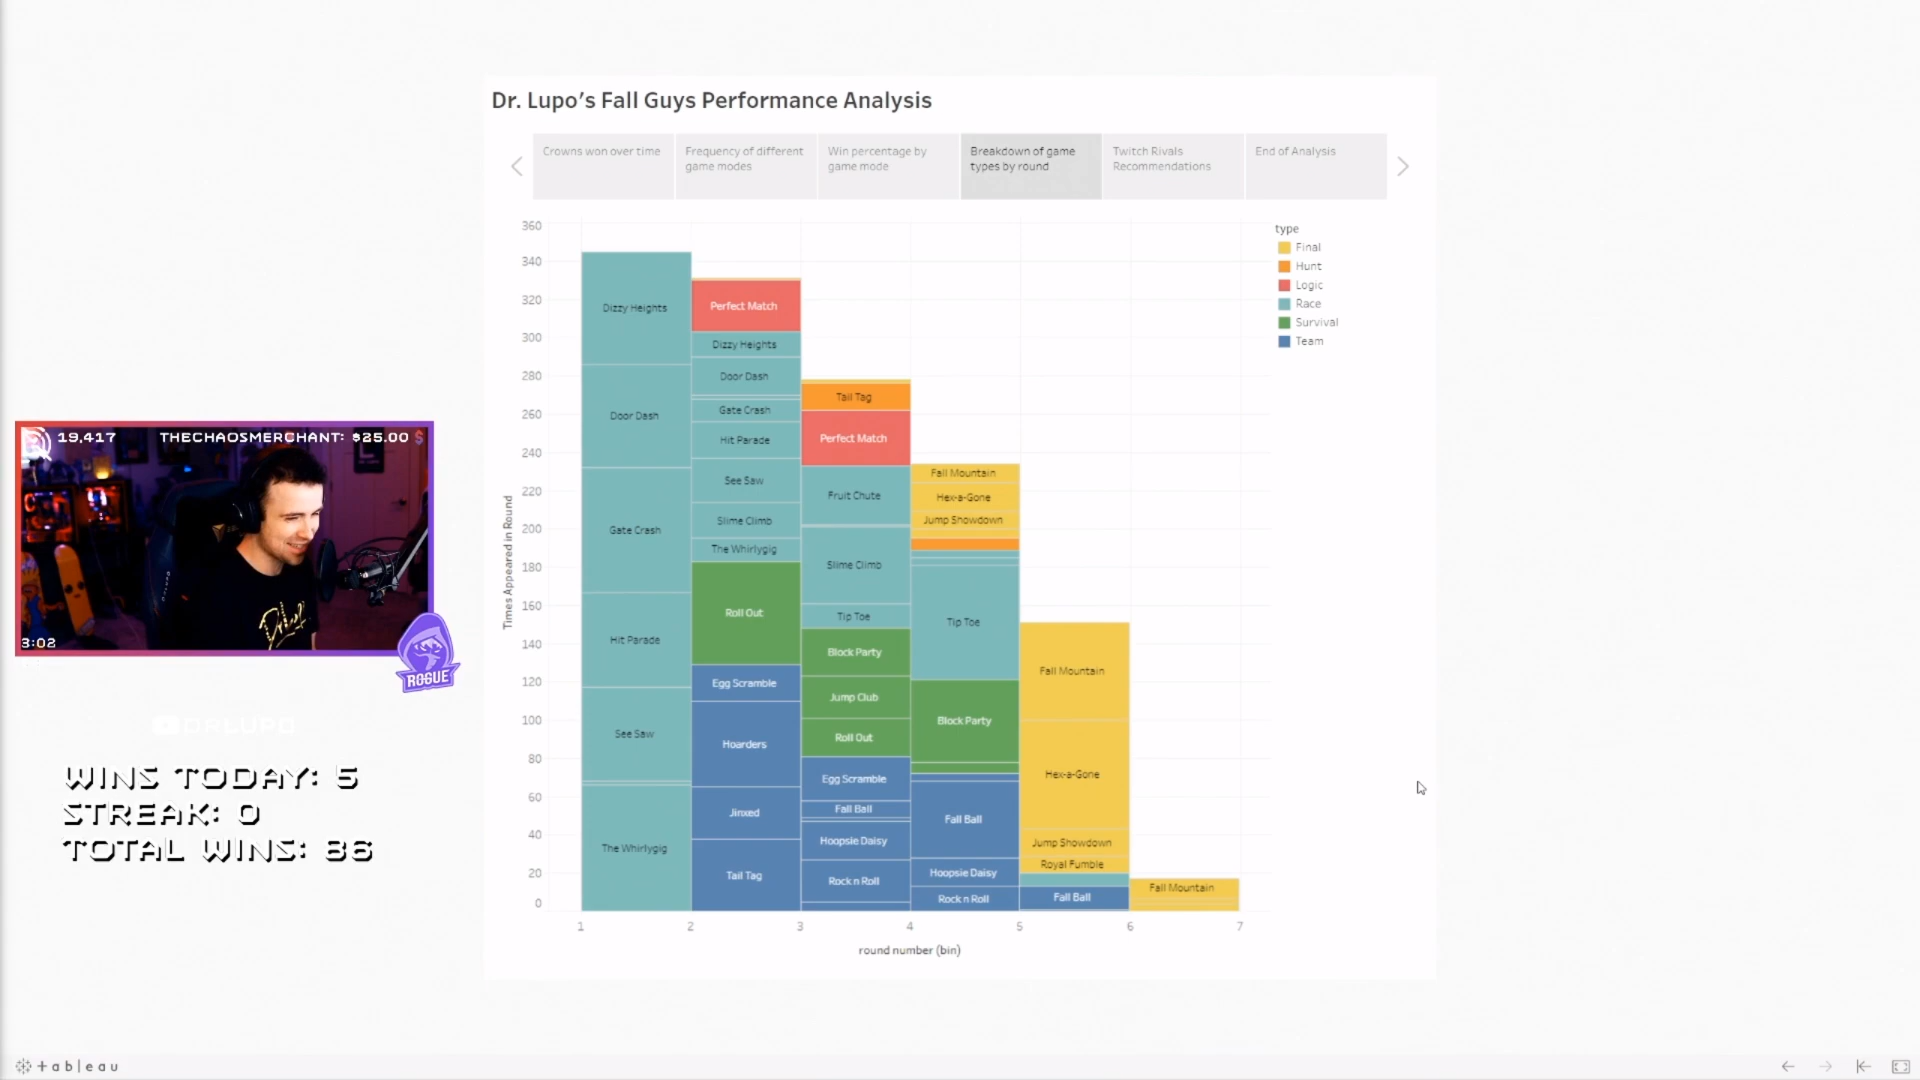 Dr. Lupo's Fall Guys Performance Analysis
Crowns won over time
Frequency of different
game modes
Win percentage by
game mode
Breakdown of game
types by round
Twitch Rivals
Recommendations
End of Analysis
type
Final
Hunt
Logic
Race
Survival
Team
Times Appeared in Round
360
340
320
300
280
260
240
220
200
180
160
140
120
100
80
60
40
20
0
Dizzy Heights
Door Dash
Gate Crash
Hit Parade
See Saw
The Whirlygig
Perfect Match
Dizzy Heights
Door Dash
Gate Crash
Hit Parade
See Saw
Slime Climb
The Whirlygig
Roll Out
Egg Scramble
Hoarders
Jinxed
Tail Tag
Tail Tag
Perfect Match
Fruit Chute
Slime Climb
Tip Toe
Block Party
Jump Club
Roll Out
Egg Scramble
Fall Ball
Hoopsie Daisy
Rock n Roll
Fall Mountain
Hex-a-Gone
Jump Showdown
Tip Toe
Block Party
Fall Ball
Hoopsie Daisy
Rock n Roll
Fall Mountain
Hex-a-Gone
Jump Showdown
Royal Fumble
Fall Ball
Fall Mountain
1 2 3 4 5 6 7
round number (bin)
19,417 THECHAOSMERCHANT: $25.00 $
3:02
ROGUE
DRLUPO
WINS TODAY: 5
STREAK: 0
TOTAL WINS: 86
+ableau